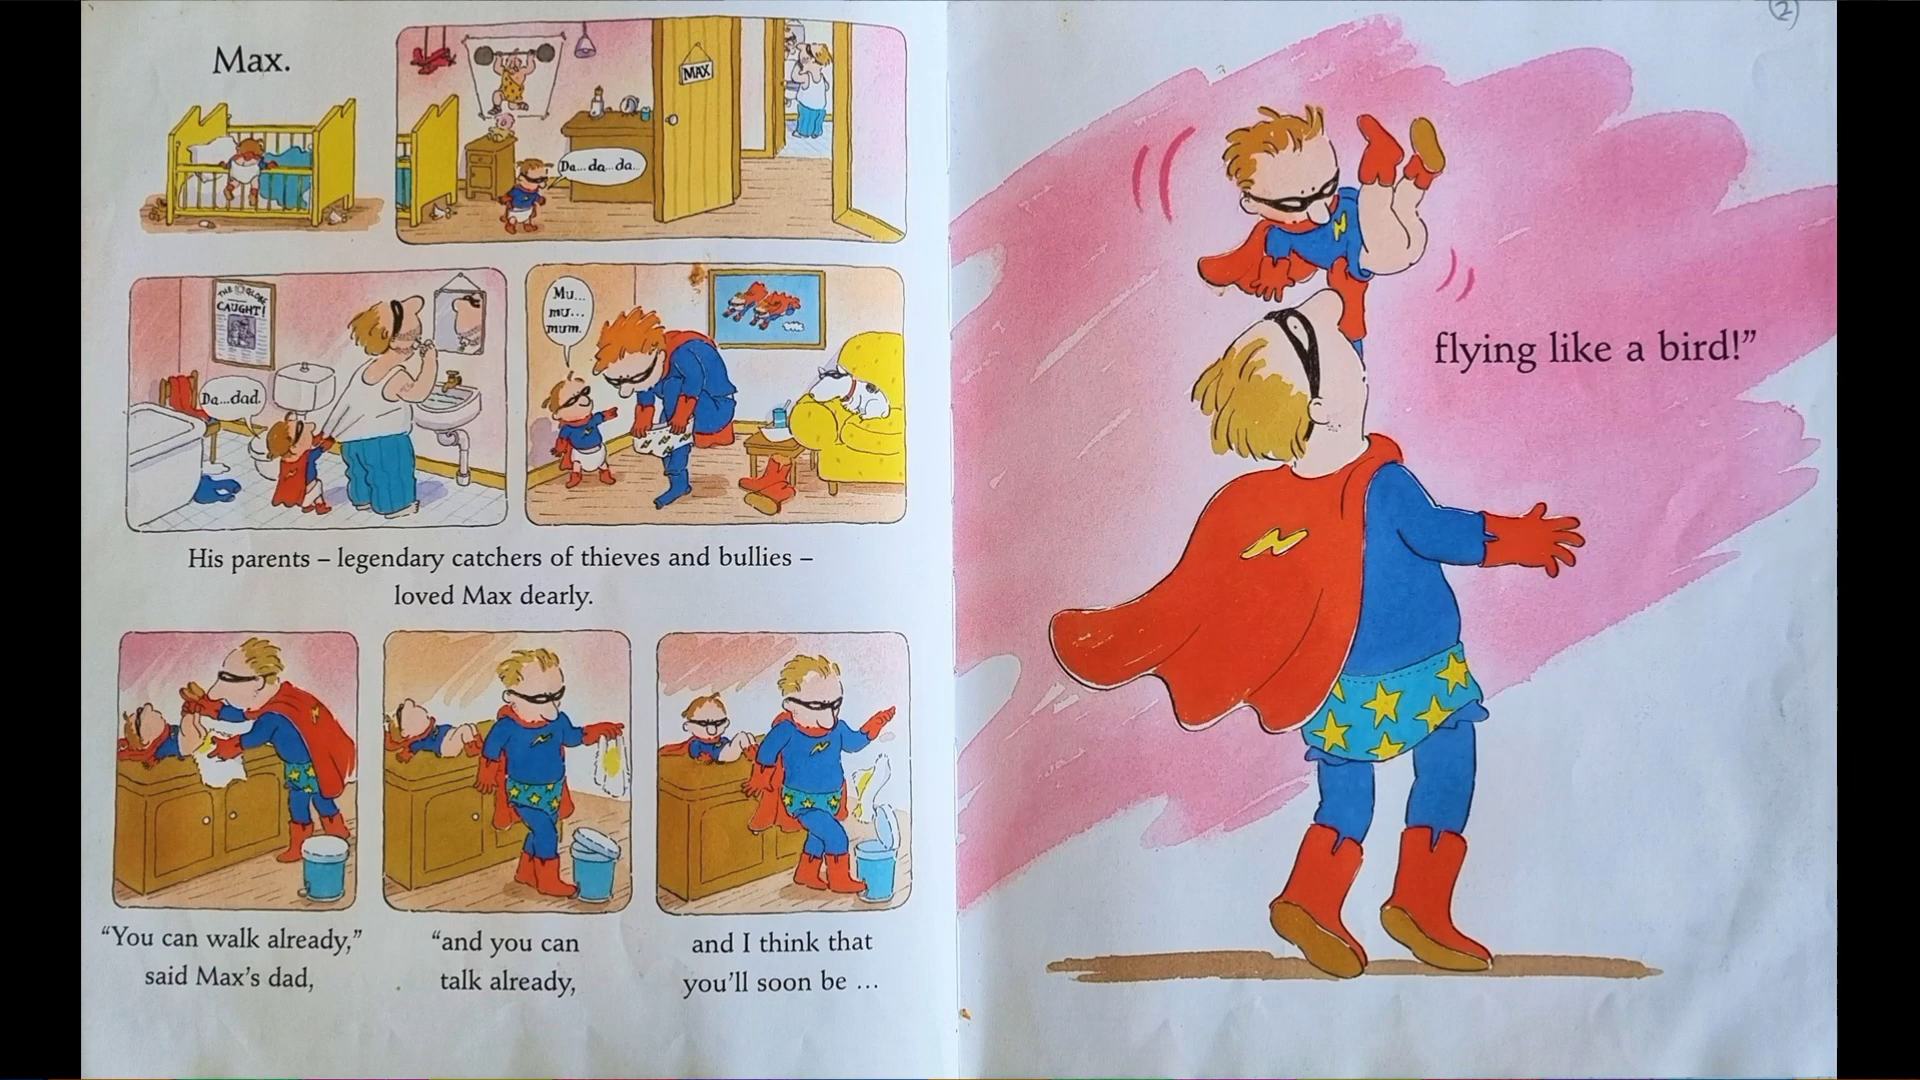 Max.
MAX
Da...da...da..
THE GLOBE
CAUGHT!
Da...dad.
Mu...
mu...
mum.
His parents – legendary catchers of thieves and bullies –
loved Max dearly.
“You can walk already,”
said Max’s dad,
“and you can
talk already,
and I think that
you’ll soon be ...
2
flying like a bird!”